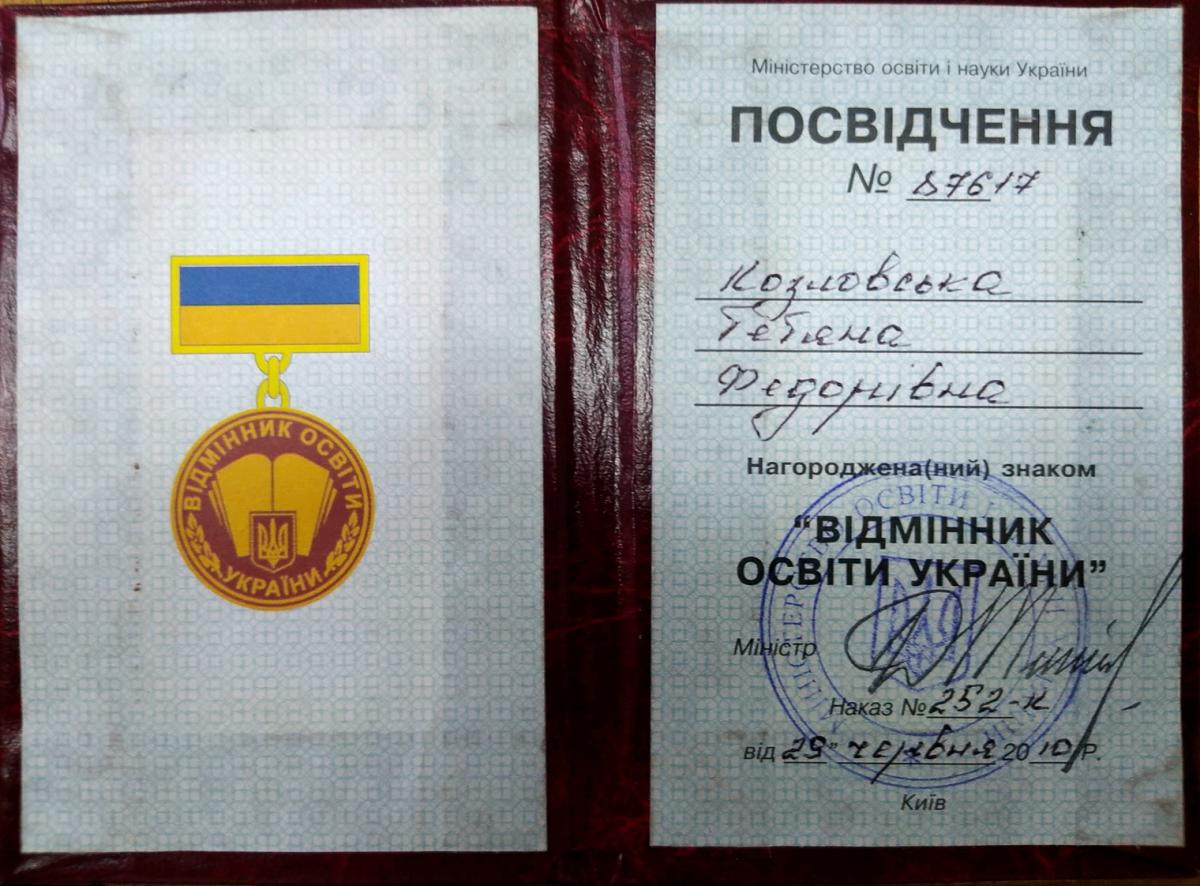 ВІДМІННИК ОСВІТИ
УКРАЇНИ
Міністерство освіти і науки України
ПОСВІДЧЕННЯ
№ 87617
Козловська
Тетяна
Федорівна
Нагороджена(ний) знаком
“ВІДМІННИК
ОСВІТИ УКРАЇНИ”
Міністр
Наказ № 252-к
від 29” червня 2010 Р.
Київ